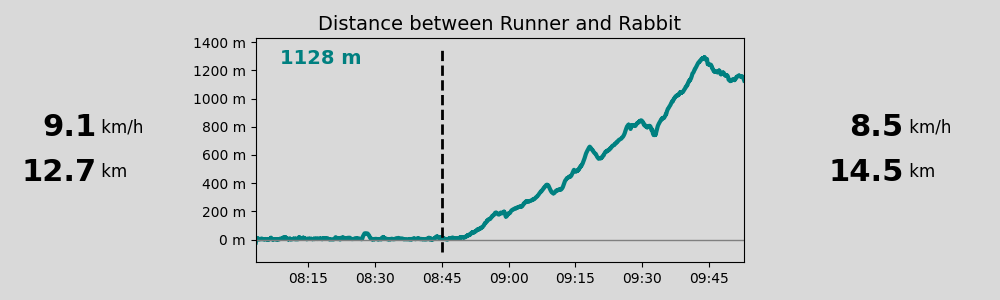 Distance between Runner and Rabbit
1400 m
1128 m
1200 m
1000 m
9.1 km/h
800 m
8.5 km/h
600 m
12.7 km
14.5 km
400 m
200 m
0 m
08:15 08:30 08:45 09:00 09:15 09:30 09:45